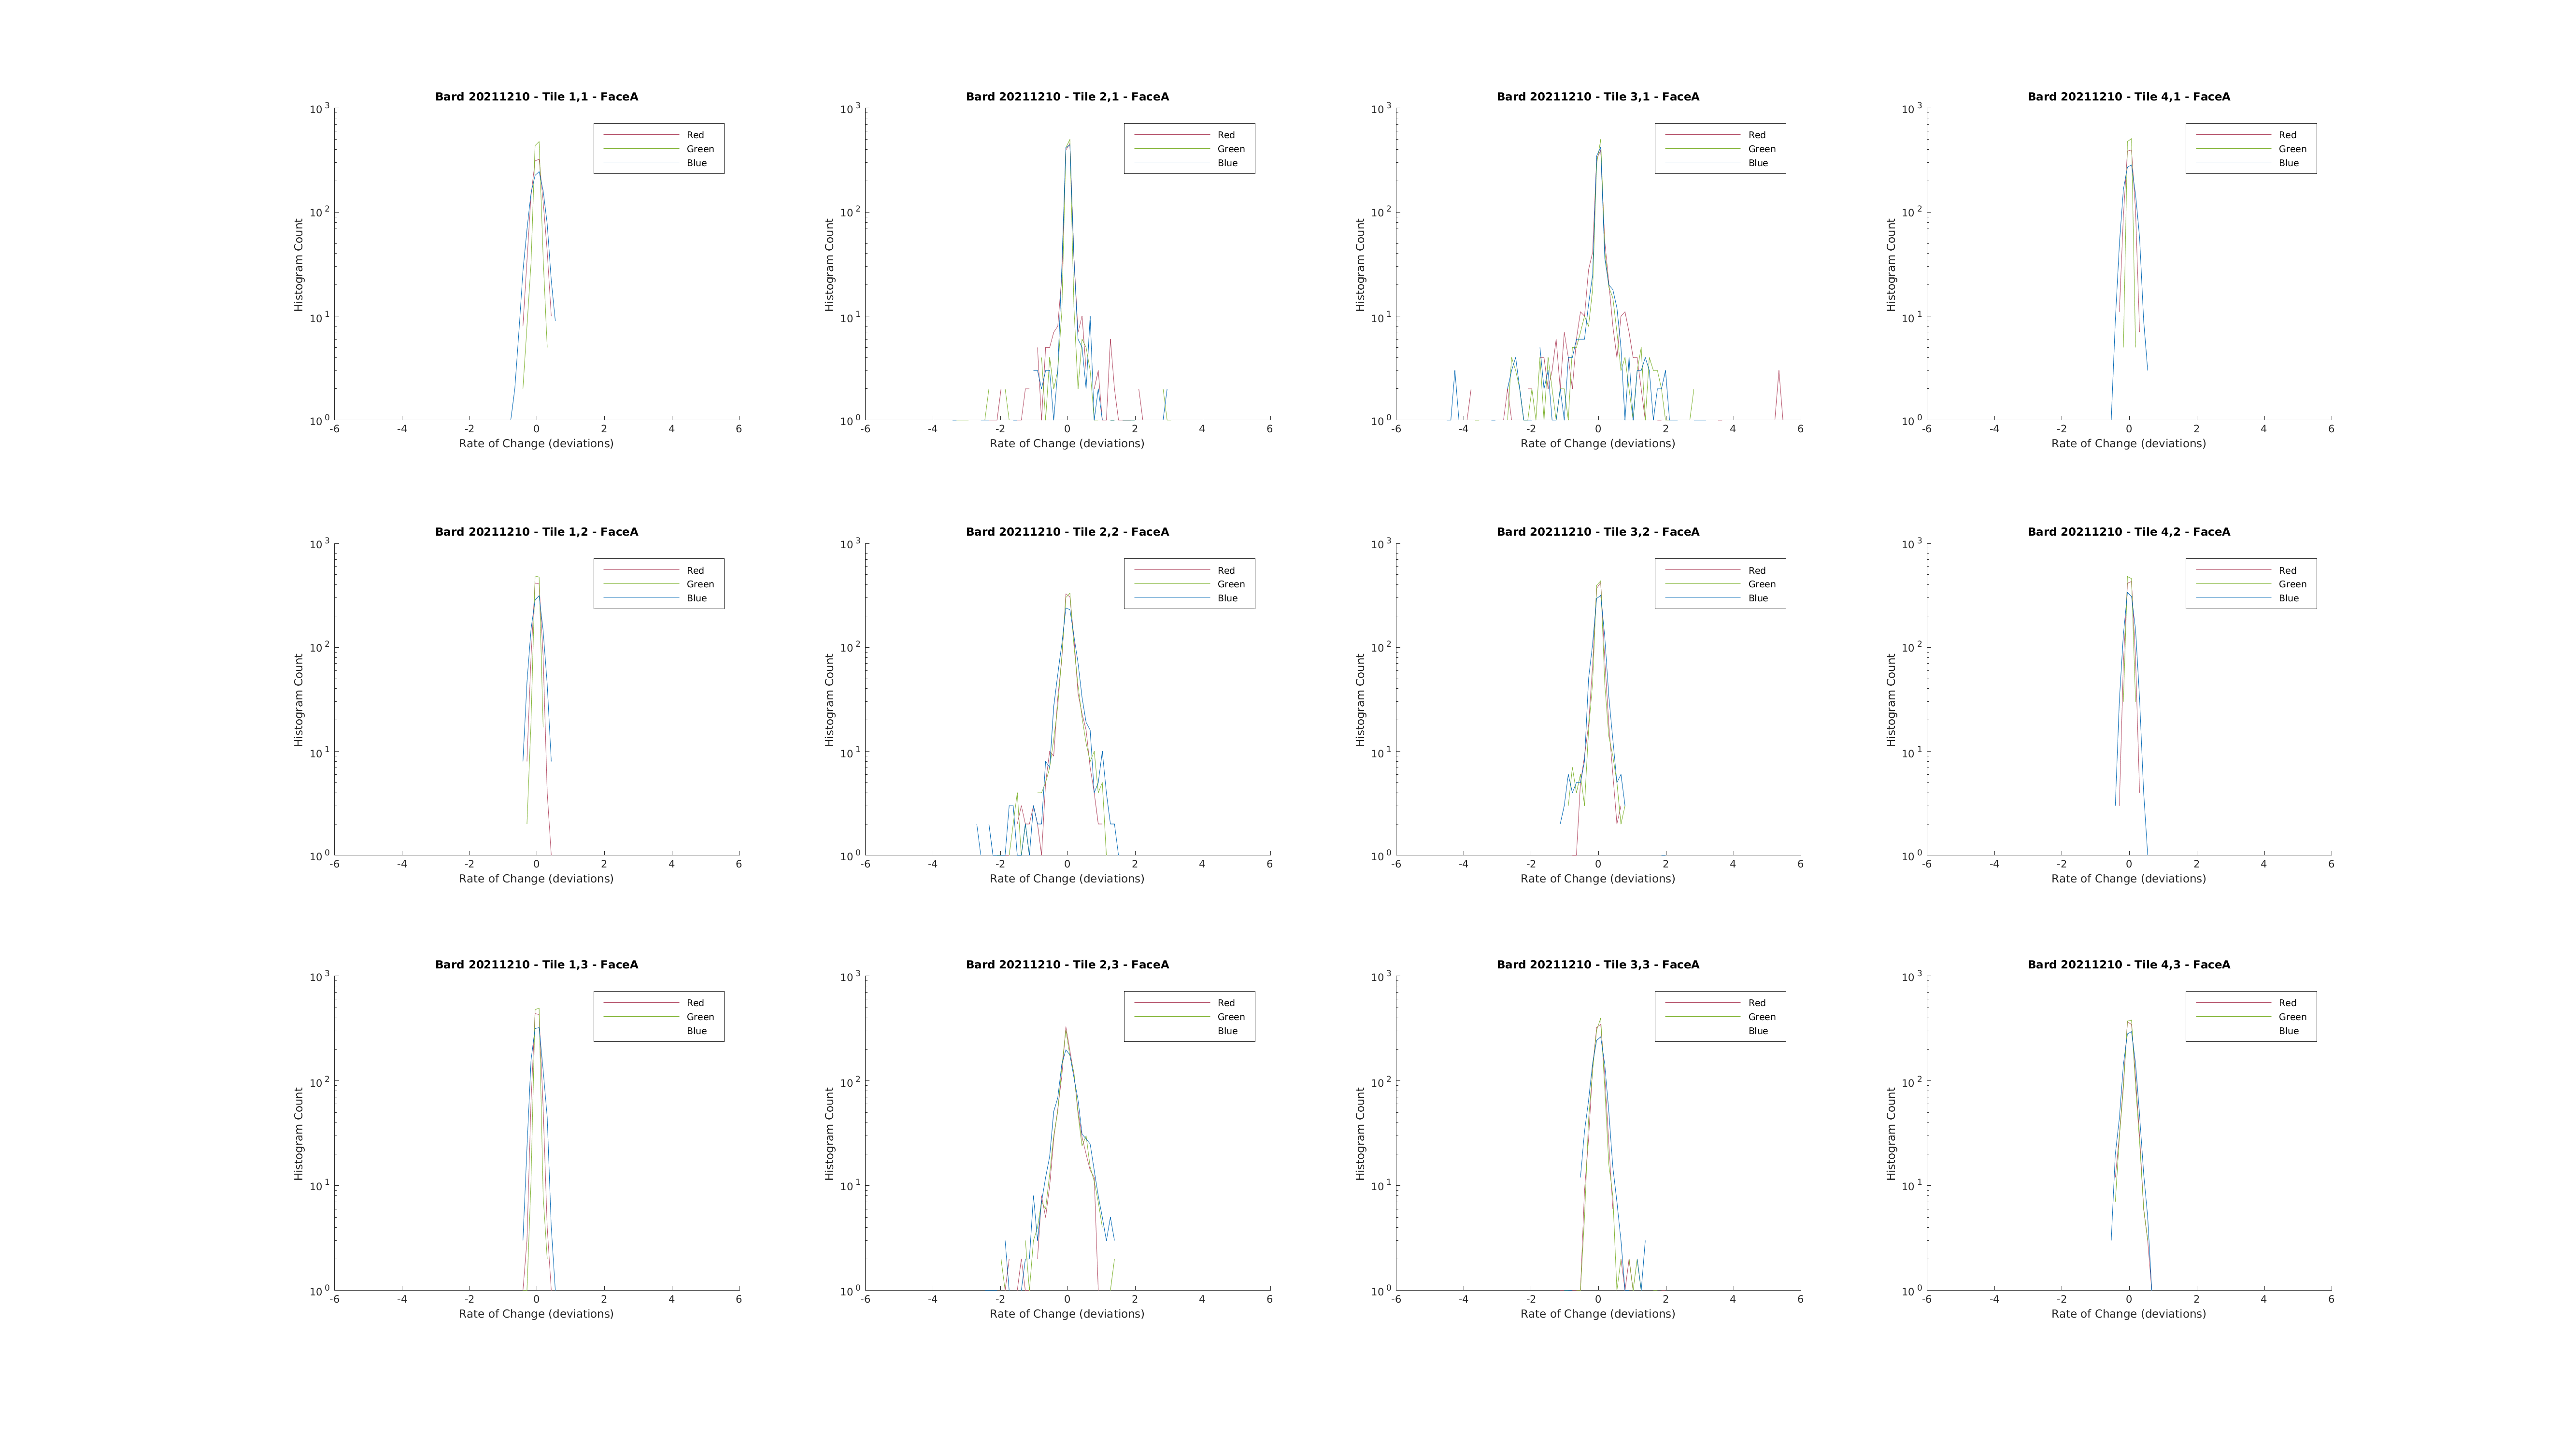 Bard 20211210 - Tile 1,1 - FaceA
Histogram Count
10 3
10 2
10 1
10 0
Red
Green
Blue
-6 -4 -2 0 2 4 6
Rate of Change (deviations)
Bard 20211210 - Tile 2,1 - FaceA
Histogram Count
10 3
10 2
10 1
10 0
Red
Green
Blue
-6 -4 -2 0 2 4 6
Rate of Change (deviations)
Bard 20211210 - Tile 3,1 - FaceA
Histogram Count
10 3
10 2
10 1
10 0
Red
Green
Blue
-6 -4 -2 0 2 4 6
Rate of Change (deviations)
Bard 20211210 - Tile 4,1 - FaceA
Histogram Count
10 3
10 2
10 1
10 0
Red
Green
Blue
-6 -4 -2 0 2 4 6
Rate of Change (deviations)
Bard 20211210 - Tile 1,2 - FaceA
Histogram Count
10 3
10 2
10 1
10 0
Red
Green
Blue
-6 -4 -2 0 2 4 6
Rate of Change (deviations)
Bard 20211210 - Tile 2,2 - FaceA
Histogram Count
10 3
10 2
10 1
10 0
Red
Green
Blue
-6 -4 -2 0 2 4 6
Rate of Change (deviations)
Bard 20211210 - Tile 3,2 - FaceA
Histogram Count
10 3
10 2
10 1
10 0
Red
Green
Blue
-6 -4 -2 0 2 4 6
Rate of Change (deviations)
Bard 20211210 - Tile 4,2 - FaceA
Histogram Count
10 3
10 2
10 1
10 0
Red
Green
Blue
-6 -4 -2 0 2 4 6
Rate of Change (deviations)
Bard 20211210 - Tile 1,3 - FaceA
Histogram Count
10 3
10 2
10 1
10 0
Red
Green
Blue
-6 -4 -2 0 2 4 6
Rate of Change (deviations)
Bard 20211210 - Tile 2,3 - FaceA
Histogram Count
10 3
10 2
10 1
10 0
Red
Green
Blue
-6 -4 -2 0 2 4 6
Rate of Change (deviations)
Bard 20211210 - Tile 3,3 - FaceA
Histogram Count
10 3
10 2
10 1
10 0
Red
Green
Blue
-6 -4 -2 0 2 4 6
Rate of Change (deviations)
Bard 20211210 - Tile 4,3 - FaceA
Histogram Count
10 3
10 2
10 1
10 0
Red
Green
Blue
-6 -4 -2 0 2 4 6
Rate of Change (deviations)